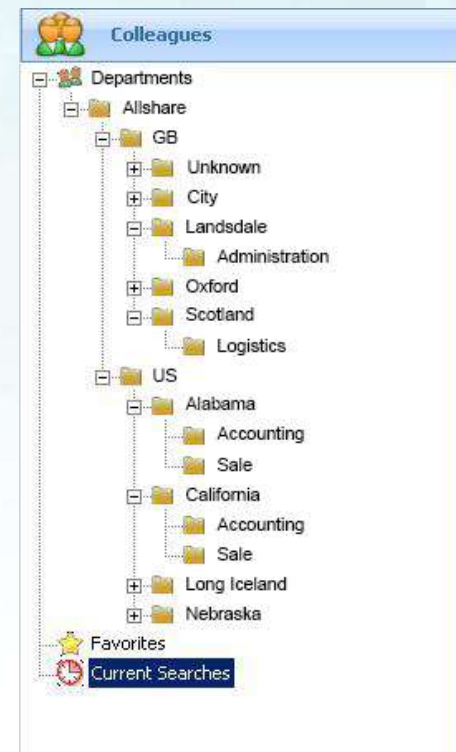 Colleagues
Departments
Allshare
GB
Unknown
City
Landsdale
Administration
Oxford
Scotland
Logistics
US
Alabama
Accounting
Sale
California
Accounting
Sale
Long Iceland
Nebraska
Favorites
Current Searches